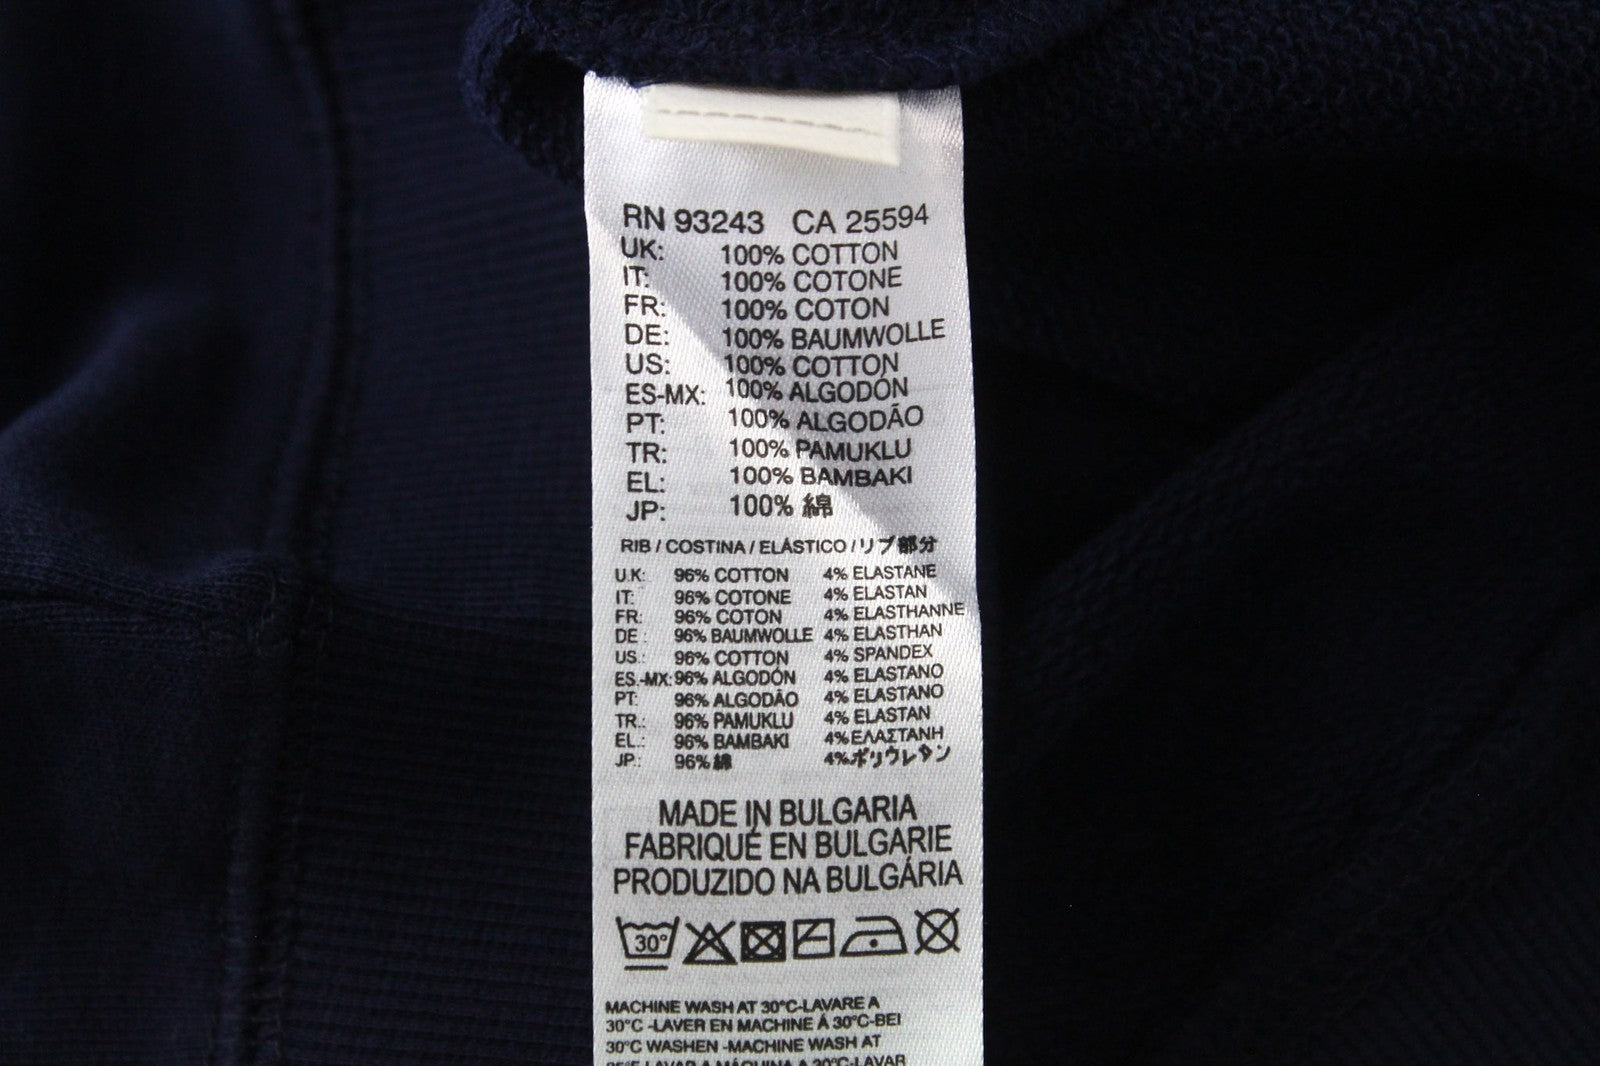 RN 93243 CA 25594
UK: 100% COTTON
IT: 100% COTONE
FR: 100% COTON
DE: 100% BAUMWOLLE
US: 100% COTTON
ES-MX: 100% ALGODÓN
PT: 100% ALGODÃO
TR: 100% PAMUKLU
EL: 100% BAMBAKI
JP: 100% 綿
RIB / COSTINA / ELÁSTICO / リブ部分
U.K: 96% COTTON 4% ELASTANE
IT: 96% COTONE 4% ELASTAN
FR: 96% COTON 4% ELASTHANNE
DE : 96% BAUMWOLLE 4% ELASTHAN
US.: 96% COTTON 4% SPANDEX
ES.-MX: 96% ALGODÓN 4% ELASTANO
PT: 96% ALGODÃO 4% ELASTANO
TR.: 96% PAMUKLU 4% ELASTAN
EL.: 96% BAMBAKI 4% ΕΛΑΣΤΑΝΗ
JP.: 96% 綿 4% ポリウレタン
MADE IN BULGARIA
FABRIQUÉ EN BULGARIE
PRODUZIDO NA BULGÁRIA
30°
MACHINE WASH AT 30°C-LAVARE A
30°C -LAVER EN MACHINE Á 30°C-BEI
30°C WASHEN -MACHINE WASH AT
LAVAR A MÁQUINA A 30°C-LAVAR